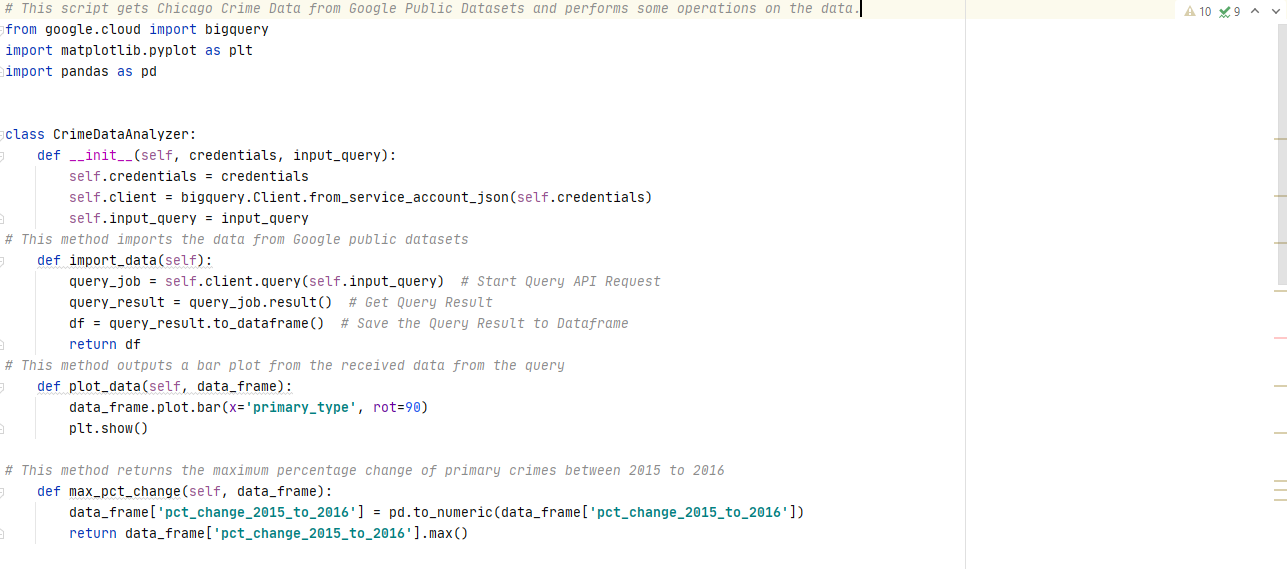 # This script gets Chicago Crime Data from Google Public Datasets and performs some operations on the data.
10 9
from google.cloud import bigquery
import matplotlib.pyplot as plt
import pandas as pd
class CrimeDataAnalyzer:
    def __init__(self, credentials, input_query):
        self.credentials = credentials
        self.client = bigquery.Client.from_service_account_json(self.credentials)
        self.input_query = input_query
# This method imports the data from Google public datasets
    def import_data(self):
        query_job = self.client.query(self.input_query)  # Start Query API Request
        query_result = query_job.result()  # Get Query Result
        df = query_result.to_dataframe()  # Save the Query Result to Dataframe
        return df
# This method outputs a bar plot from the received data from the query
    def plot_data(self, data_frame):
        data_frame.plot.bar(x='primary_type', rot=90)
        plt.show()
# This method returns the maximum percentage change of primary crimes between 2015 to 2016
    def max_pct_change(self, data_frame):
        data_frame['pct_change_2015_to_2016'] = pd.to_numeric(data_frame['pct_change_2015_to_2016'])
        return data_frame['pct_change_2015_to_2016'].max()